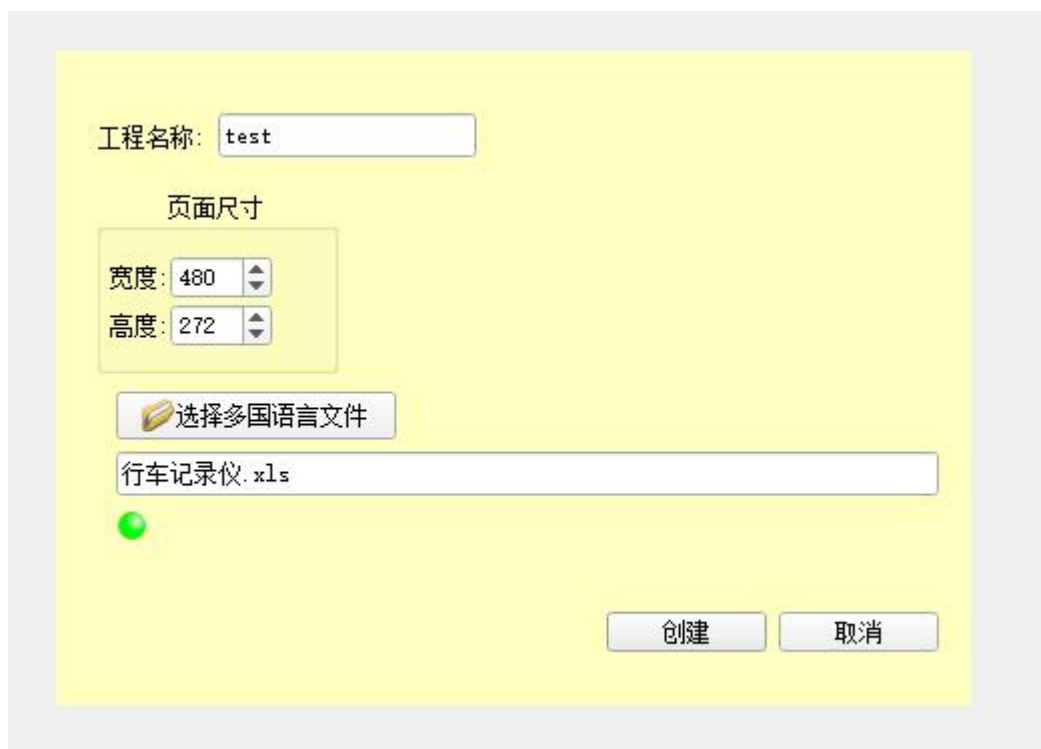 工程名称: test
页面尺寸
宽度: 480
高度: 272
选择多国语言文件
行车记录仪.xls
创建 取消